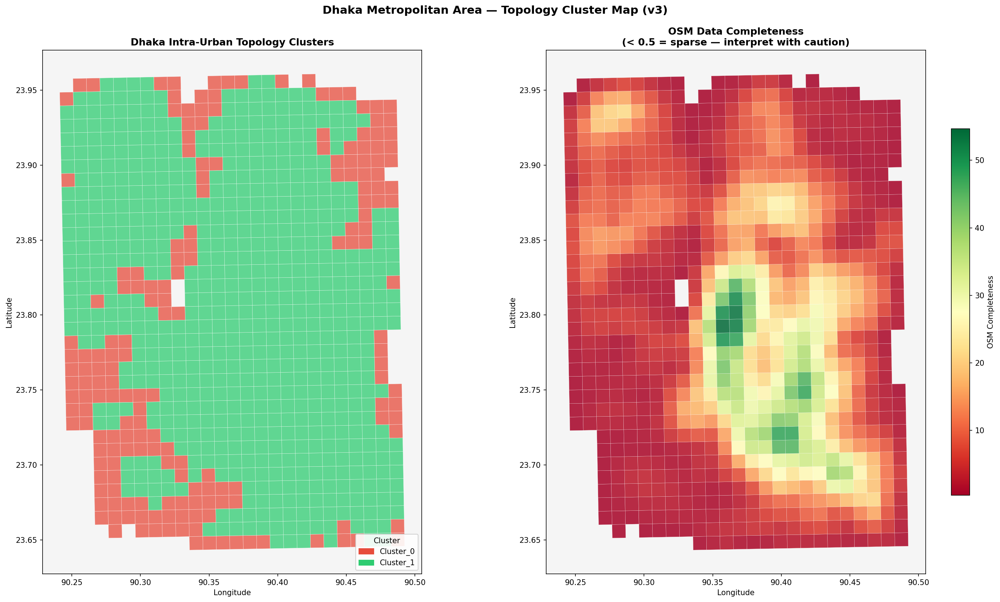 Dhaka Metropolitan Area — Topology Cluster Map (v3)
Dhaka Intra-Urban Topology Clusters
23.95
23.90
23.85
23.80
23.75
23.70
23.65
Latitude
90.25 90.30 90.35 90.40 90.45 90.50
Longitude
Cluster
Cluster_0
Cluster_1
OSM Data Completeness
(< 0.5 = sparse — interpret with caution)
23.95
23.90
23.85
23.80
23.75
23.70
23.65
Latitude
90.25 90.30 90.35 90.40 90.45 90.50
Longitude
50
40
30
20
10
OSM Completeness